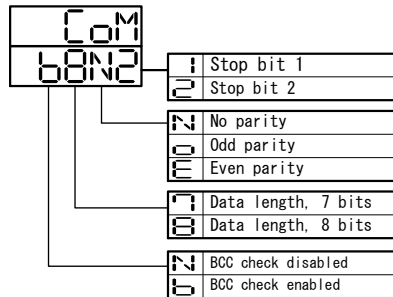 CoM
b8N2
1 Stop bit 1
2 Stop bit 2
N No parity
o Odd parity
E Even parity
7 Data length, 7 bits
8 Data length, 8 bits
N BCC check disabled
b BCC check enabled